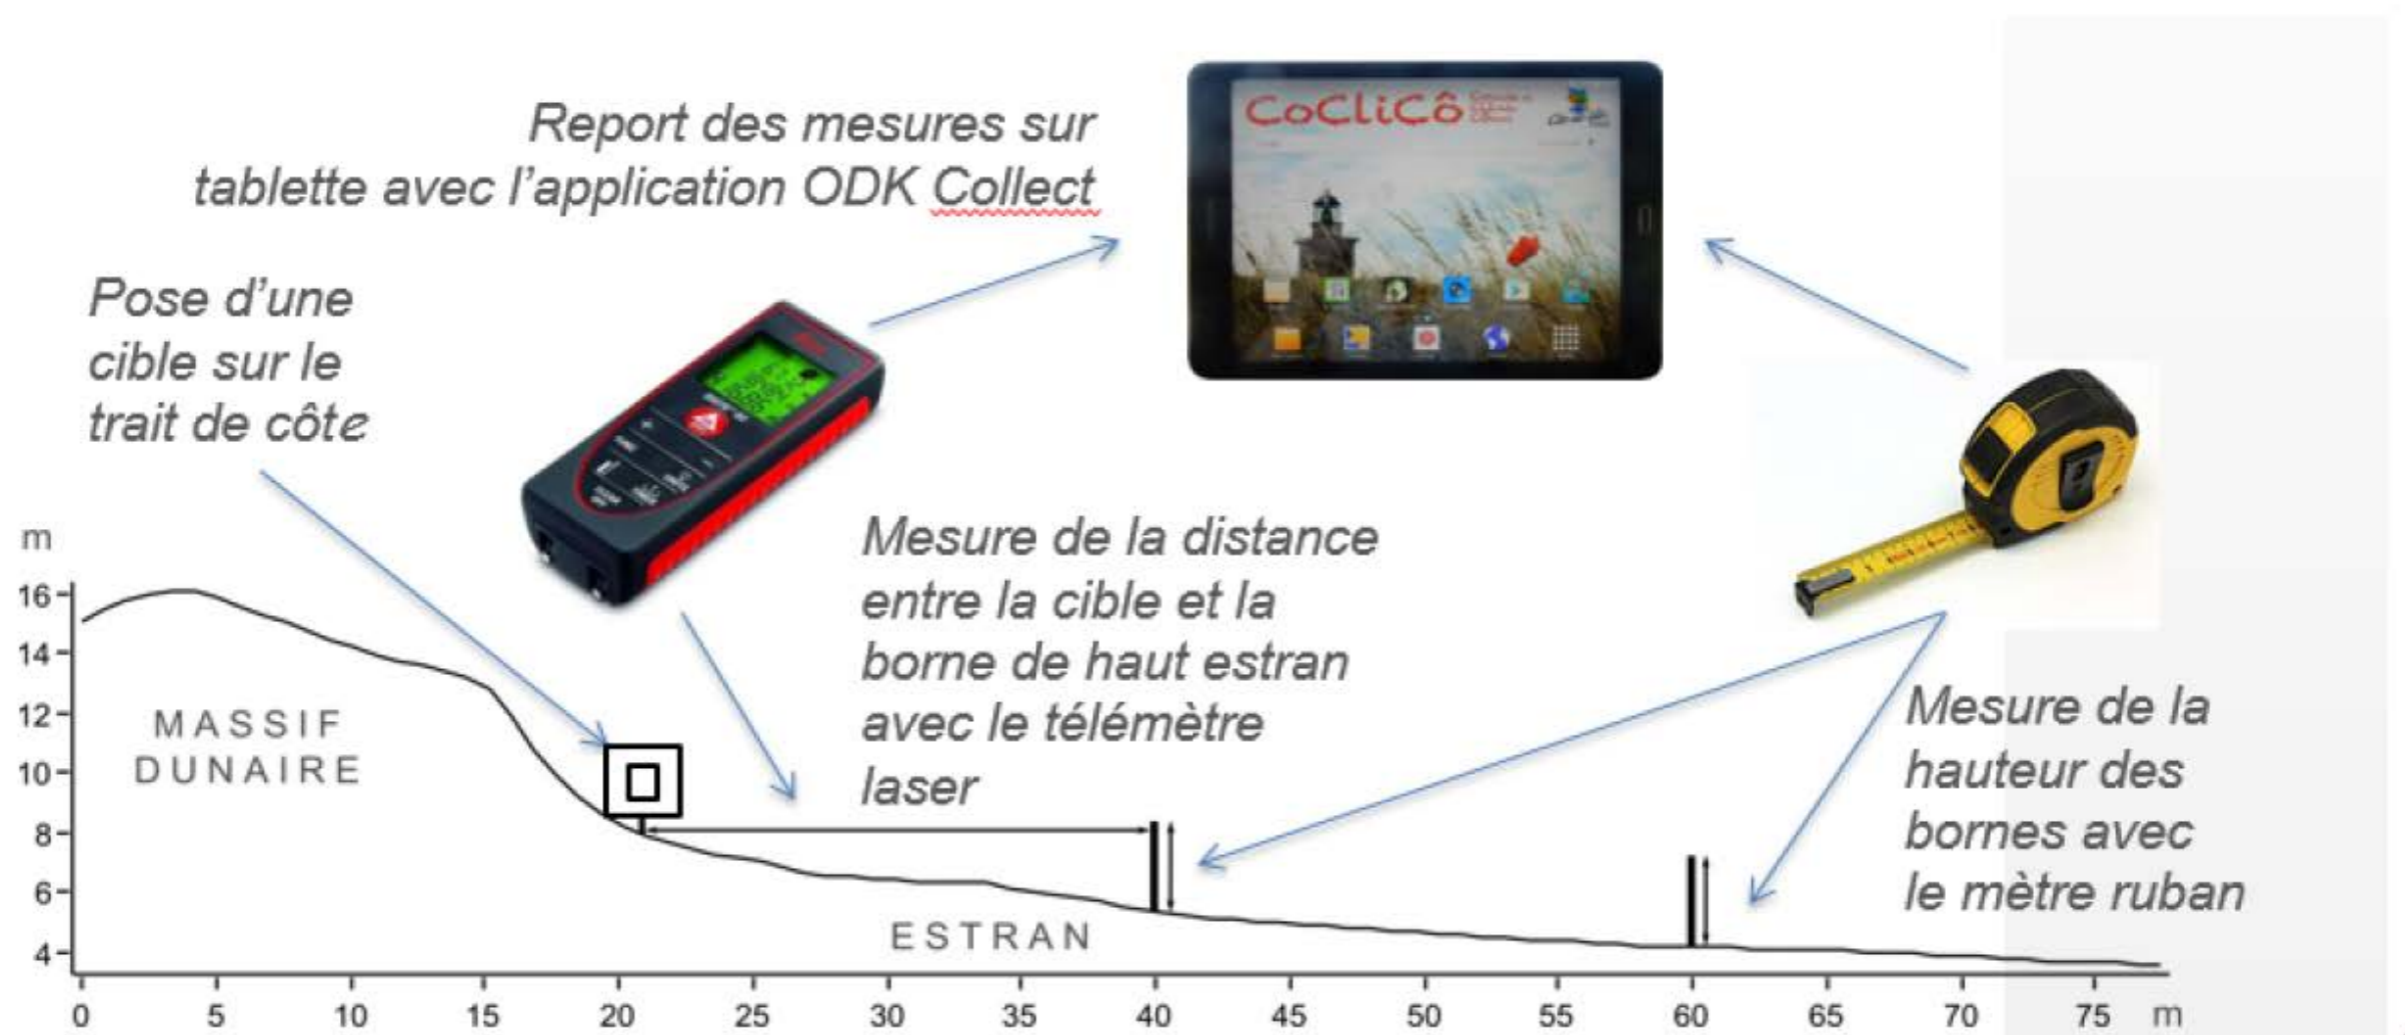 Report des mesures sur
tablette avec l'application ODK Collect
CoCliCô
Pose d'une
cible sur le
trait de côte
Mesure de la distance
entre la cible et la
borne de haut estran
avec le télémètre
laser
Mesure de la
hauteur des
bornes avec
le mètre ruban
m
16
14
12
10
8
6
4
MASSIF
DUNAIRE
ESTRAN
0 5 10 15 20 25 30 35 40 45 50 55 60 65 70 75 m